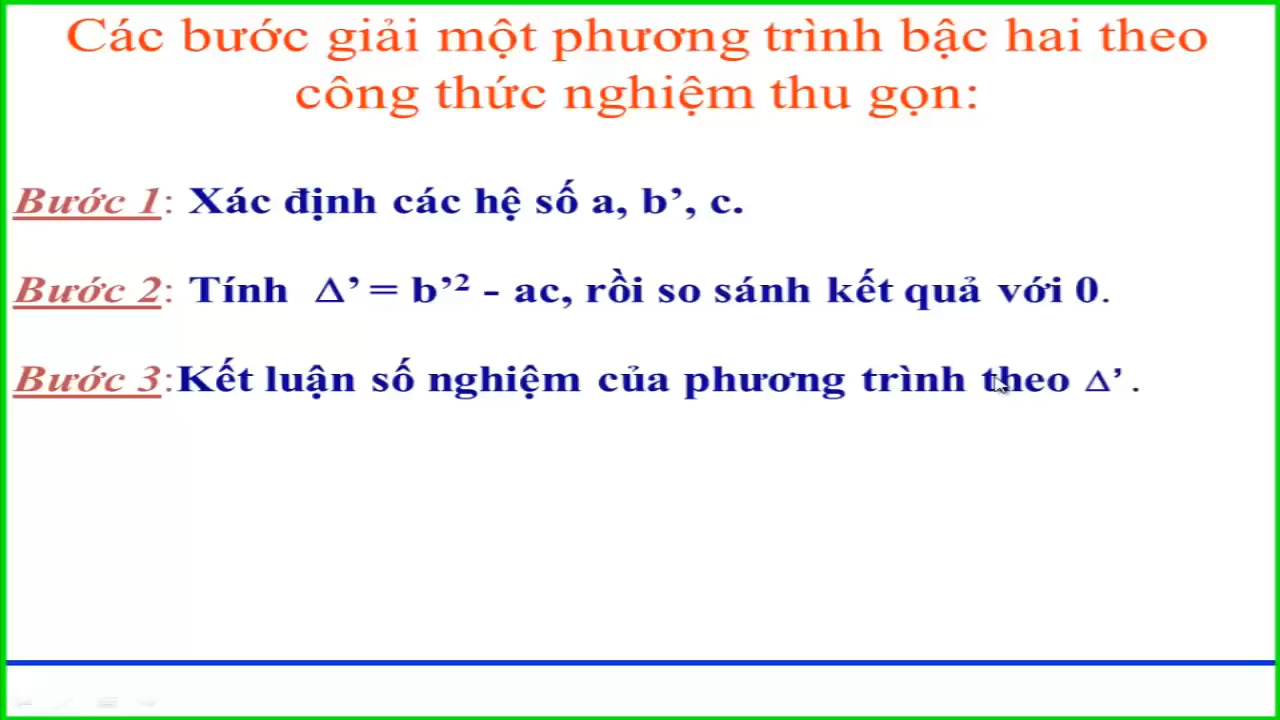 Các bước giải một phương trình bậc hai theo
công thức nghiệm thu gọn:
Bước 1: Xác định các hệ số a, b’, c.
Bước 2: Tính Δ’ = b’² - ac, rồi so sánh kết quả với 0.
Bước 3:Kết luận số nghiệm của phương trình theo Δ’ .